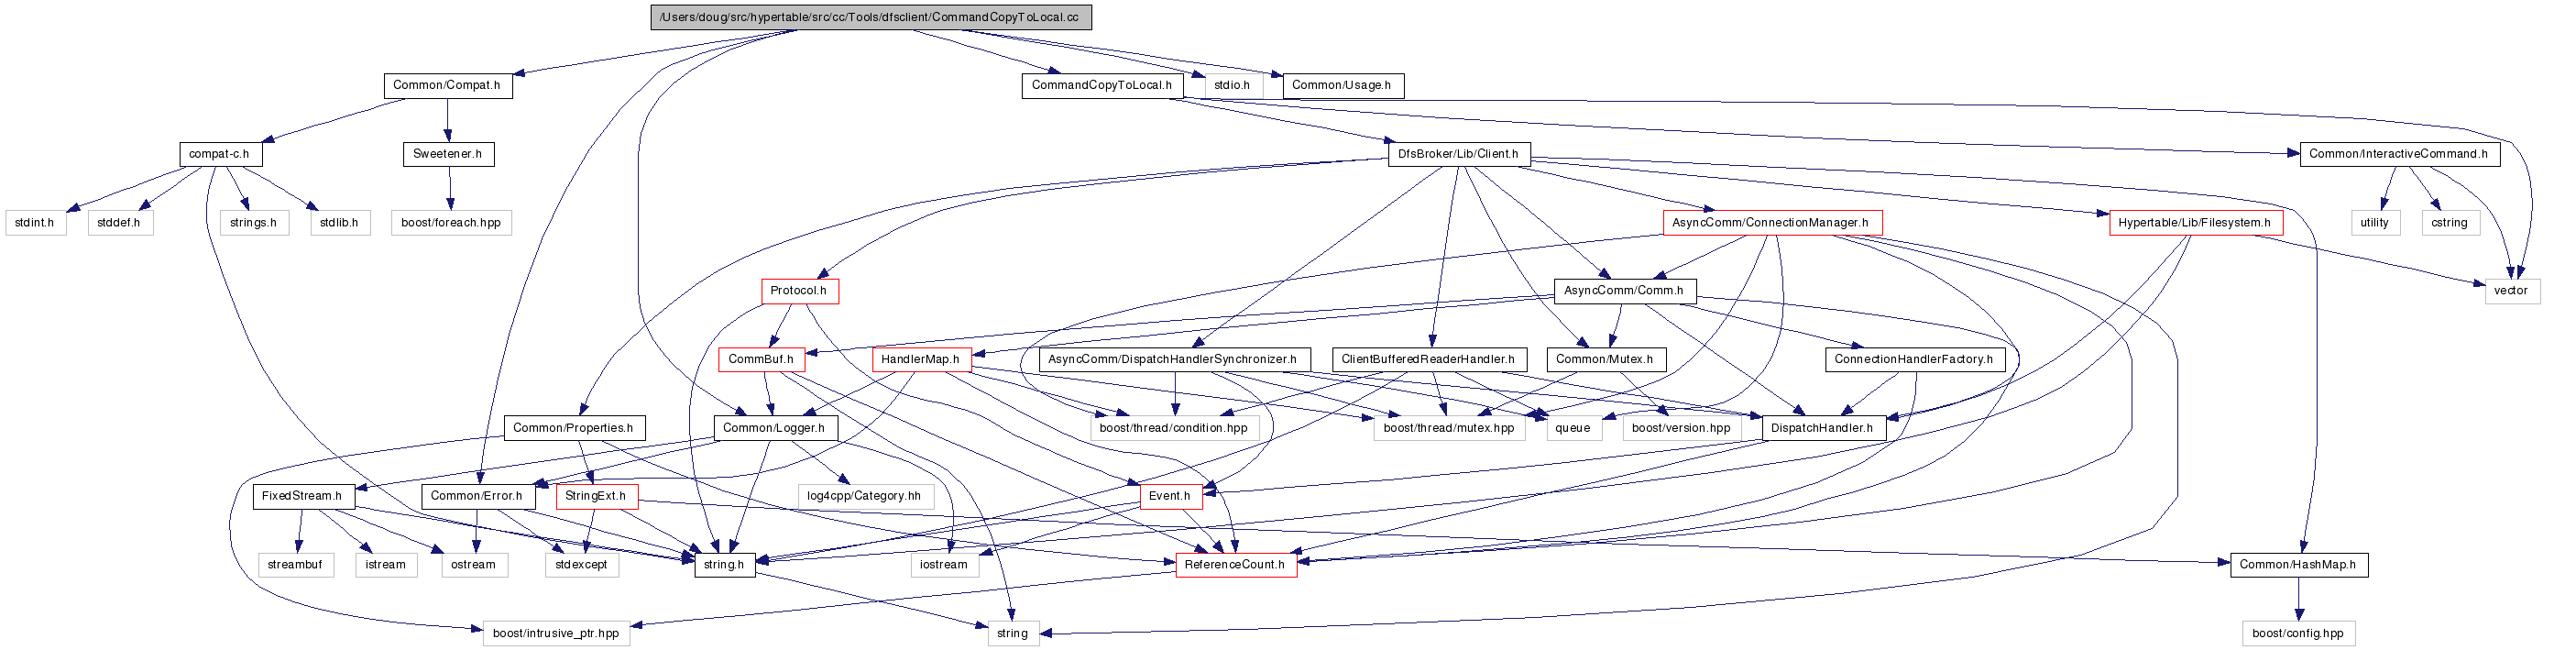 /Users/doug/src/hypertable/src/cc/Tools/dfsclient/CommandCopyToLocal.cc
Common/Compat.h
CommandCopyToLocal.h
stdio.h
Common/Usage.h
compat-c.h
Sweetener.h
DfsBroker/Lib/Client.h
Common/InteractiveCommand.h
stdint.h
stddef.h
strings.h
stdlib.h
boost/foreach.hpp
AsyncComm/ConnectionManager.h
Hypertable/Lib/Filesystem.h
utility
cstring
Protocol.h
AsyncComm/Comm.h
vector
CommBuf.h
HandlerMap.h
AsyncComm/DispatchHandlerSynchronizer.h
ClientBufferedReaderHandler.h
Common/Mutex.h
ConnectionHandlerFactory.h
Common/Properties.h
Common/Logger.h
boost/thread/condition.hpp
boost/thread/mutex.hpp
queue
boost/version.hpp
DispatchHandler.h
FixedStream.h
Common/Error.h
StringExt.h
log4cpp/Category.hh
Event.h
streambuf
istream
ostream
stdexcept
string.h
iostream
ReferenceCount.h
Common/HashMap.h
boost/intrusive_ptr.hpp
string
boost/config.hpp